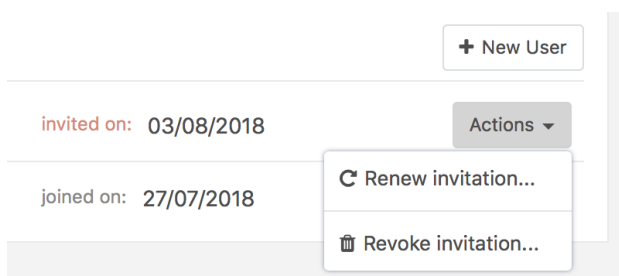 New User
invited on: 03/08/2018 Actions
Renew invitation...
joined on: 27/07/2018
Revoke invitation...